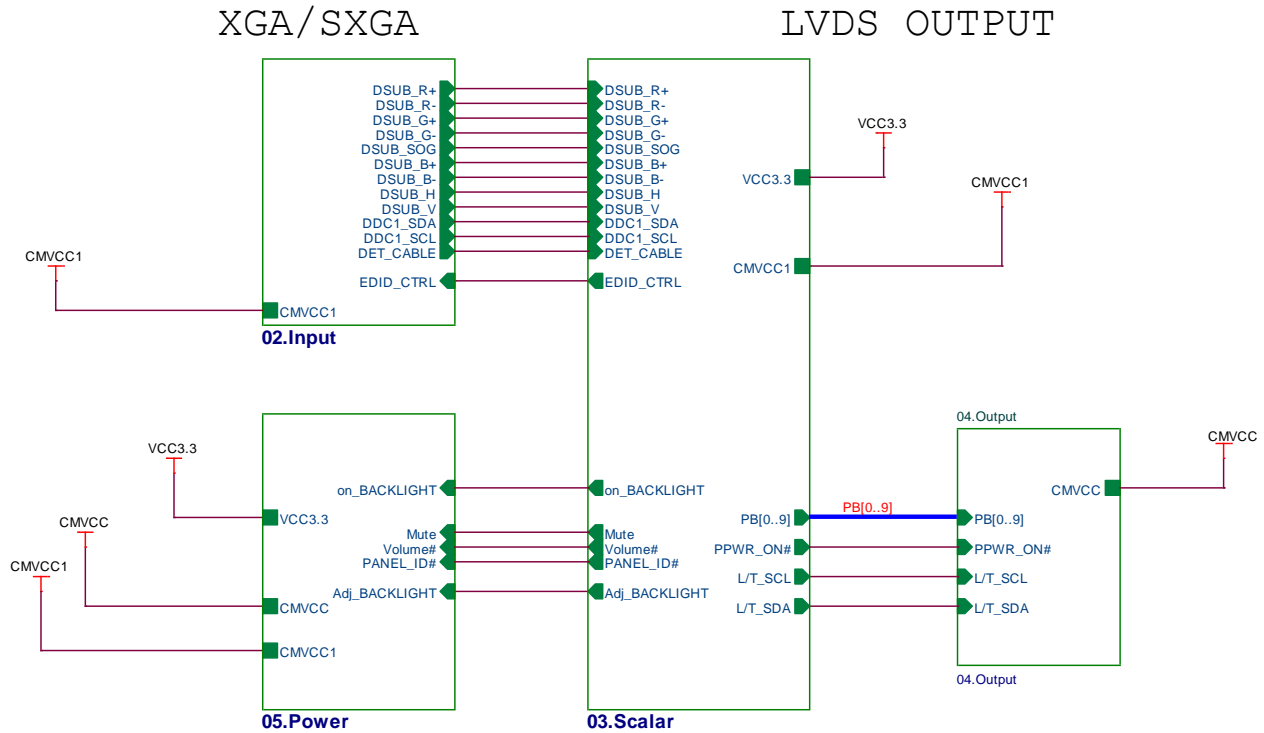 XGA/SXGA
LVDS OUTPUT
DSUB_R+
DSUB_R-
DSUB_G+
DSUB_G-
DSUB_SOG
DSUB_B+
DSUB_B-
DSUB_H
DSUB_V
DDC1_SDA
DDC1_SCL
DET_CABLE
EDID_CTRL
CMVCC1
CMVCC1
02.Input
DSUB_R+
DSUB_R-
DSUB_G+
DSUB_G-
DSUB_SOG
DSUB_B+
DSUB_B-
DSUB_H
DSUB_V
DDC1_SDA
DDC1_SCL
DET_CABLE
EDID_CTRL
VCC3.3
VCC3.3
CMVCC1
CMVCC1
VCC3.3
CMVCC
CMVCC1
VCC3.3
CMVCC
CMVCC1
on_BACKLIGHT
Mute
Volume#
PANEL_ID#
Adj_BACKLIGHT
05.Power
on_BACKLIGHT
Mute
Volume#
PANEL_ID#
Adj_BACKLIGHT
PB[0..9]
PPWR_ON#
L/T_SCL
L/T_SDA
03.Scalar
PB[0..9]
04.Output
CMVCC
CMVCC
PB[0..9]
PPWR_ON#
L/T_SCL
L/T_SDA
04.Output